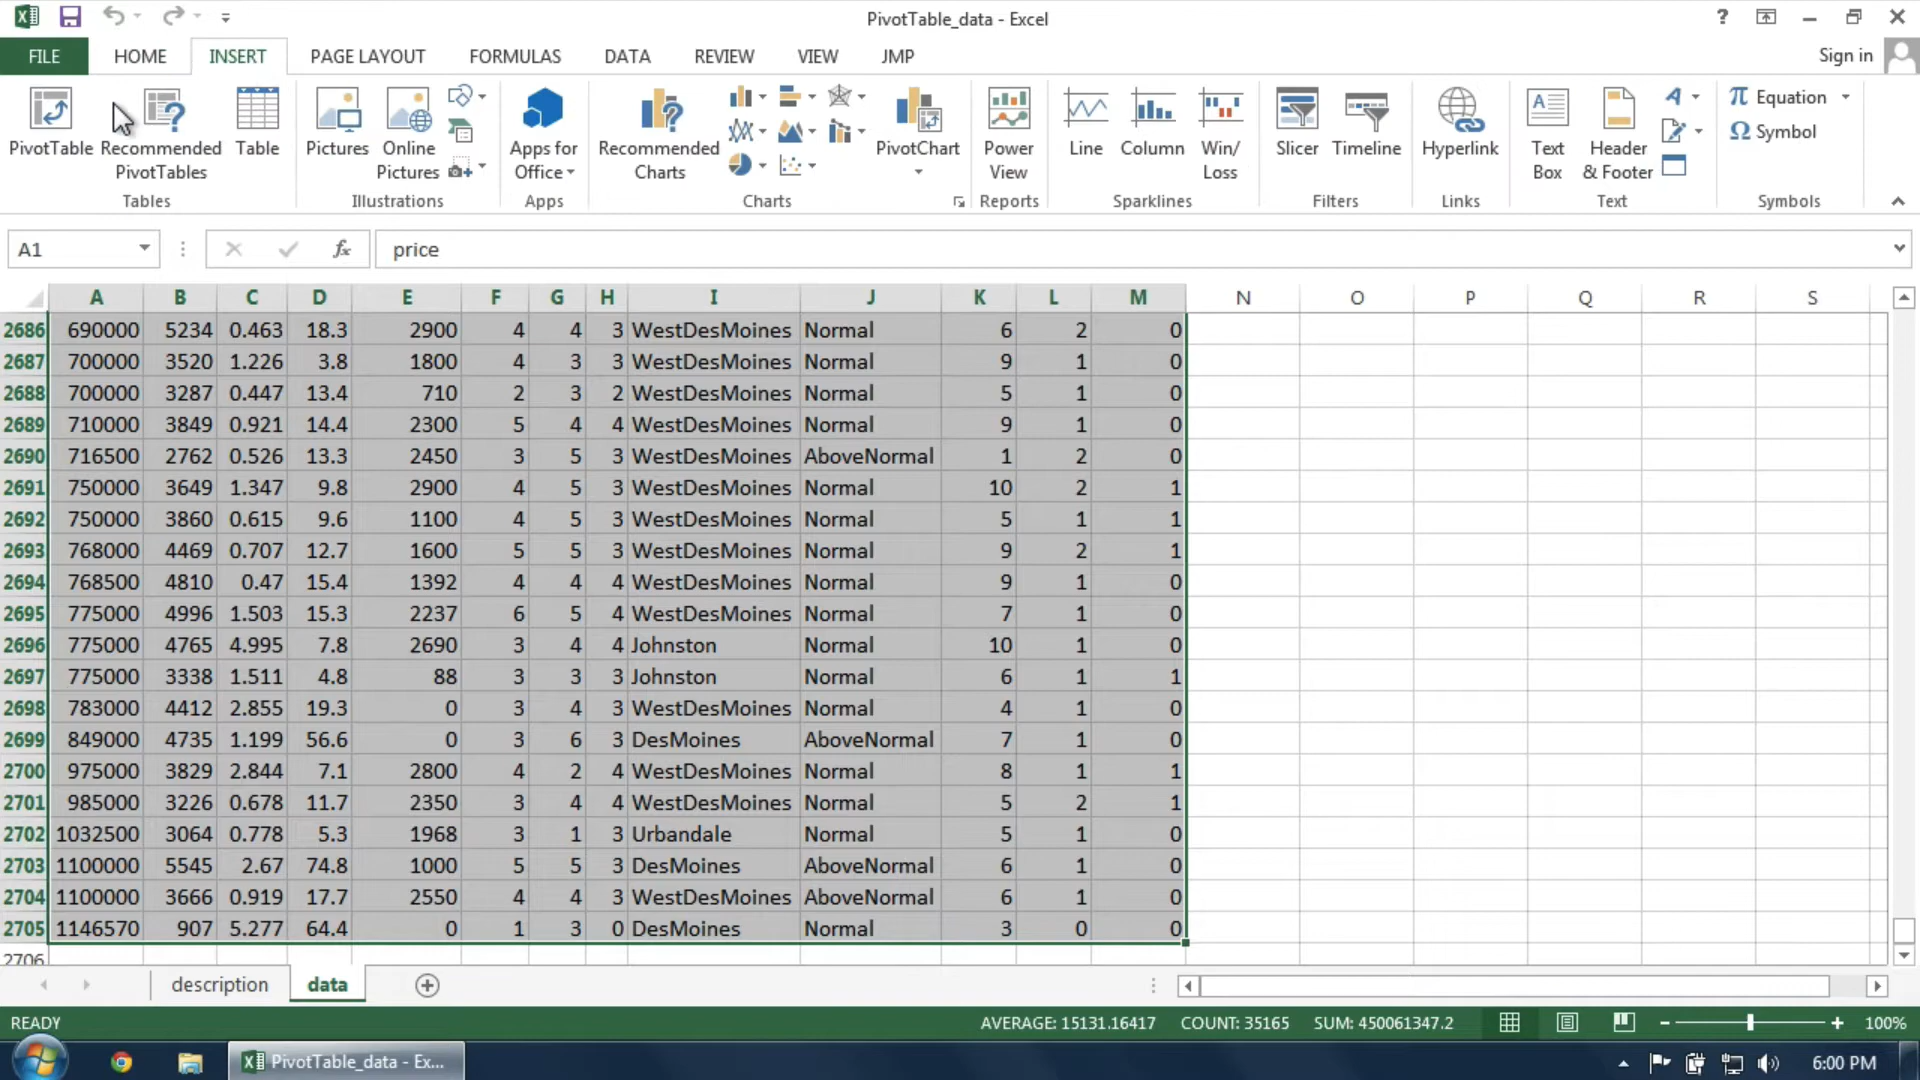 PivotTable_data - Excel
?
FILE HOME INSERT PAGE LAYOUT FORMULAS DATA REVIEW VIEW JMP Sign in
PivotTable Recommended PivotTables Table Pictures Online Pictures Apps for Office Recommended Charts PivotChart Power View Line Column Win/ Loss Slicer Timeline Hyperlink Text Box Header & Footer π Equation Ω Symbol
Tables Illustrations Apps Charts Reports Sparklines Filters Links Text Symbols
A1 fx price
A B C D E F G H I J K L M N O P Q R S
2686 690000 5234 0.463 18.3 2900 4 4 3 WestDesMoines Normal 6 2 0
2687 700000 3520 1.226 3.8 1800 4 3 3 WestDesMoines Normal 9 1 0
2688 700000 3287 0.447 13.4 710 2 3 2 WestDesMoines Normal 5 1 0
2689 710000 3849 0.921 14.4 2300 5 4 4 WestDesMoines Normal 9 1 0
2690 716500 2762 0.526 13.3 2450 3 5 3 WestDesMoines AboveNormal 1 2 0
2691 750000 3649 1.347 9.8 2900 4 5 3 WestDesMoines Normal 10 2 1
2692 750000 3860 0.615 9.6 1100 4 5 3 WestDesMoines Normal 5 1 1
2693 768000 4469 0.707 12.7 1600 5 5 3 WestDesMoines Normal 9 2 1
2694 768500 4810 0.47 15.4 1392 4 4 4 WestDesMoines Normal 9 1 0
2695 775000 4996 1.503 15.3 2237 6 5 4 WestDesMoines Normal 7 1 0
2696 775000 4765 4.995 7.8 2690 3 4 4 Johnston Normal 10 1 0
2697 775000 3338 1.511 4.8 88 3 3 3 Johnston Normal 6 1 1
2698 783000 4412 2.855 19.3 0 3 4 3 WestDesMoines Normal 4 1 0
2699 849000 4735 1.199 56.6 0 3 6 3 DesMoines AboveNormal 7 1 0
2700 975000 3829 2.844 7.1 2800 4 2 4 WestDesMoines Normal 8 1 1
2701 985000 3226 0.678 11.7 2350 3 4 4 WestDesMoines Normal 5 2 1
2702 1032500 3064 0.778 5.3 1968 3 1 3 Urbandale Normal 5 1 0
2703 1100000 5545 2.67 74.8 1000 5 5 3 DesMoines AboveNormal 6 1 0
2704 1100000 3666 0.919 17.7 2550 4 4 3 WestDesMoines AboveNormal 6 1 0
2705 1146570 907 5.277 64.4 0 1 3 0 DesMoines Normal 3 0 0
2706
description data
READY AVERAGE: 15131.16417 COUNT: 35165 SUM: 450061347.2 100%
PivotTable_data - Ex... 6:00 PM